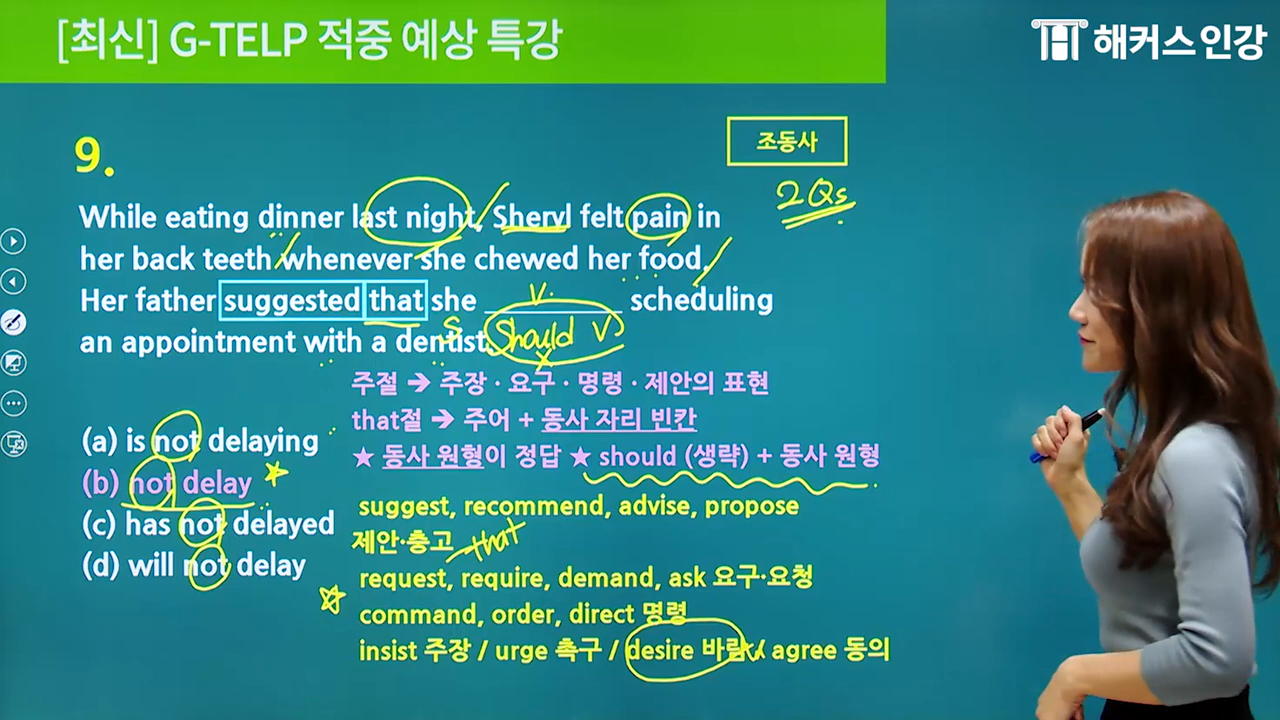 [최신] G-TELP 적중 예상 특강
해커스인강
9.
조동사
2Qs
While eating dinner last night, Sheryl felt pain in
her back teeth whenever she chewed her food.
Her father suggested that she ______ scheduling
an appointment with a dentist.
V.
S
Should V
주절 ➔ 주장 · 요구 · 명령 · 제안의 표현
that절 ➔ 주어 + 동사 자리 빈칸
★ 동사 원형이 정답 ★ should (생략) + 동사 원형
(a) is not delaying
(b) not delay
(c) has not delayed
(d) will not delay
suggest, recommend, advise, propose
제안·충고 that
request, require, demand, ask 요구·요청
command, order, direct 명령
insist 주장 / urge 촉구 / desire 바람 / agree 동의